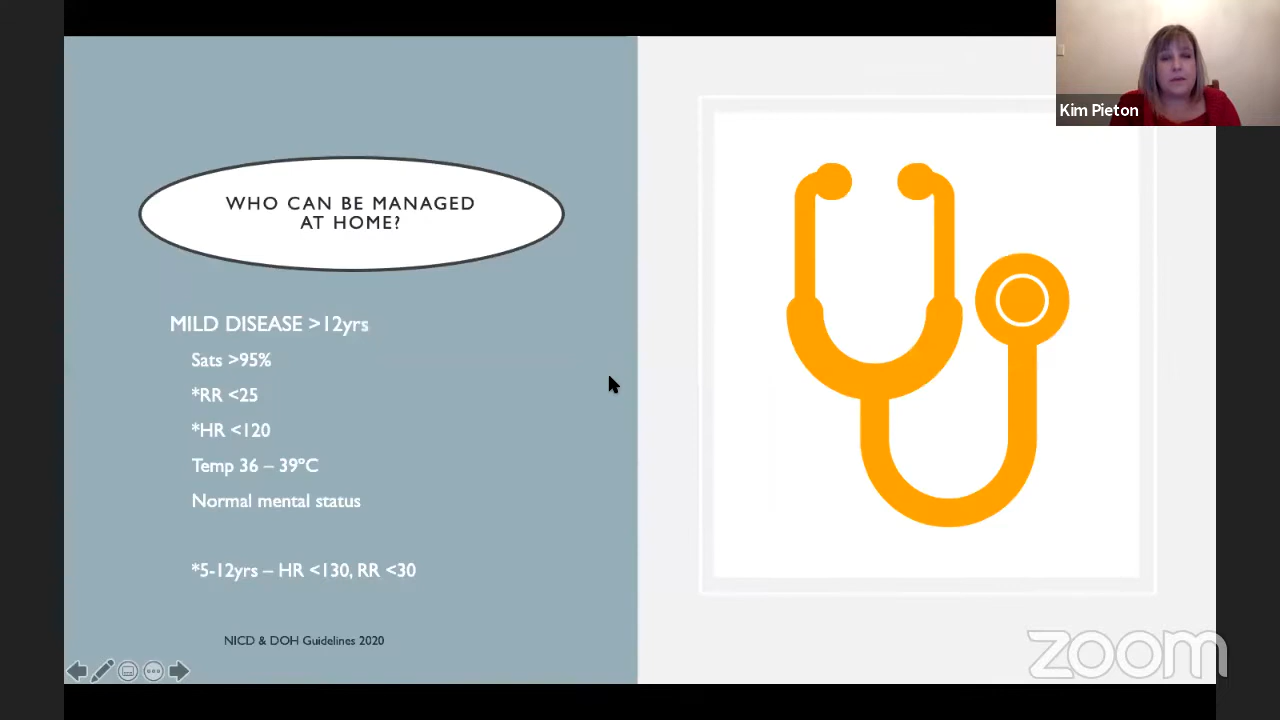 Kim Pieton
WHO CAN BE MANAGED
AT HOME?
MILD DISEASE >12yrs
Sats >95%
*RR <25
*HR <120
Temp 36 – 39°C
Normal mental status
*5-12yrs – HR <130, RR <30
NICD & DOH Guidelines 2020
zoom